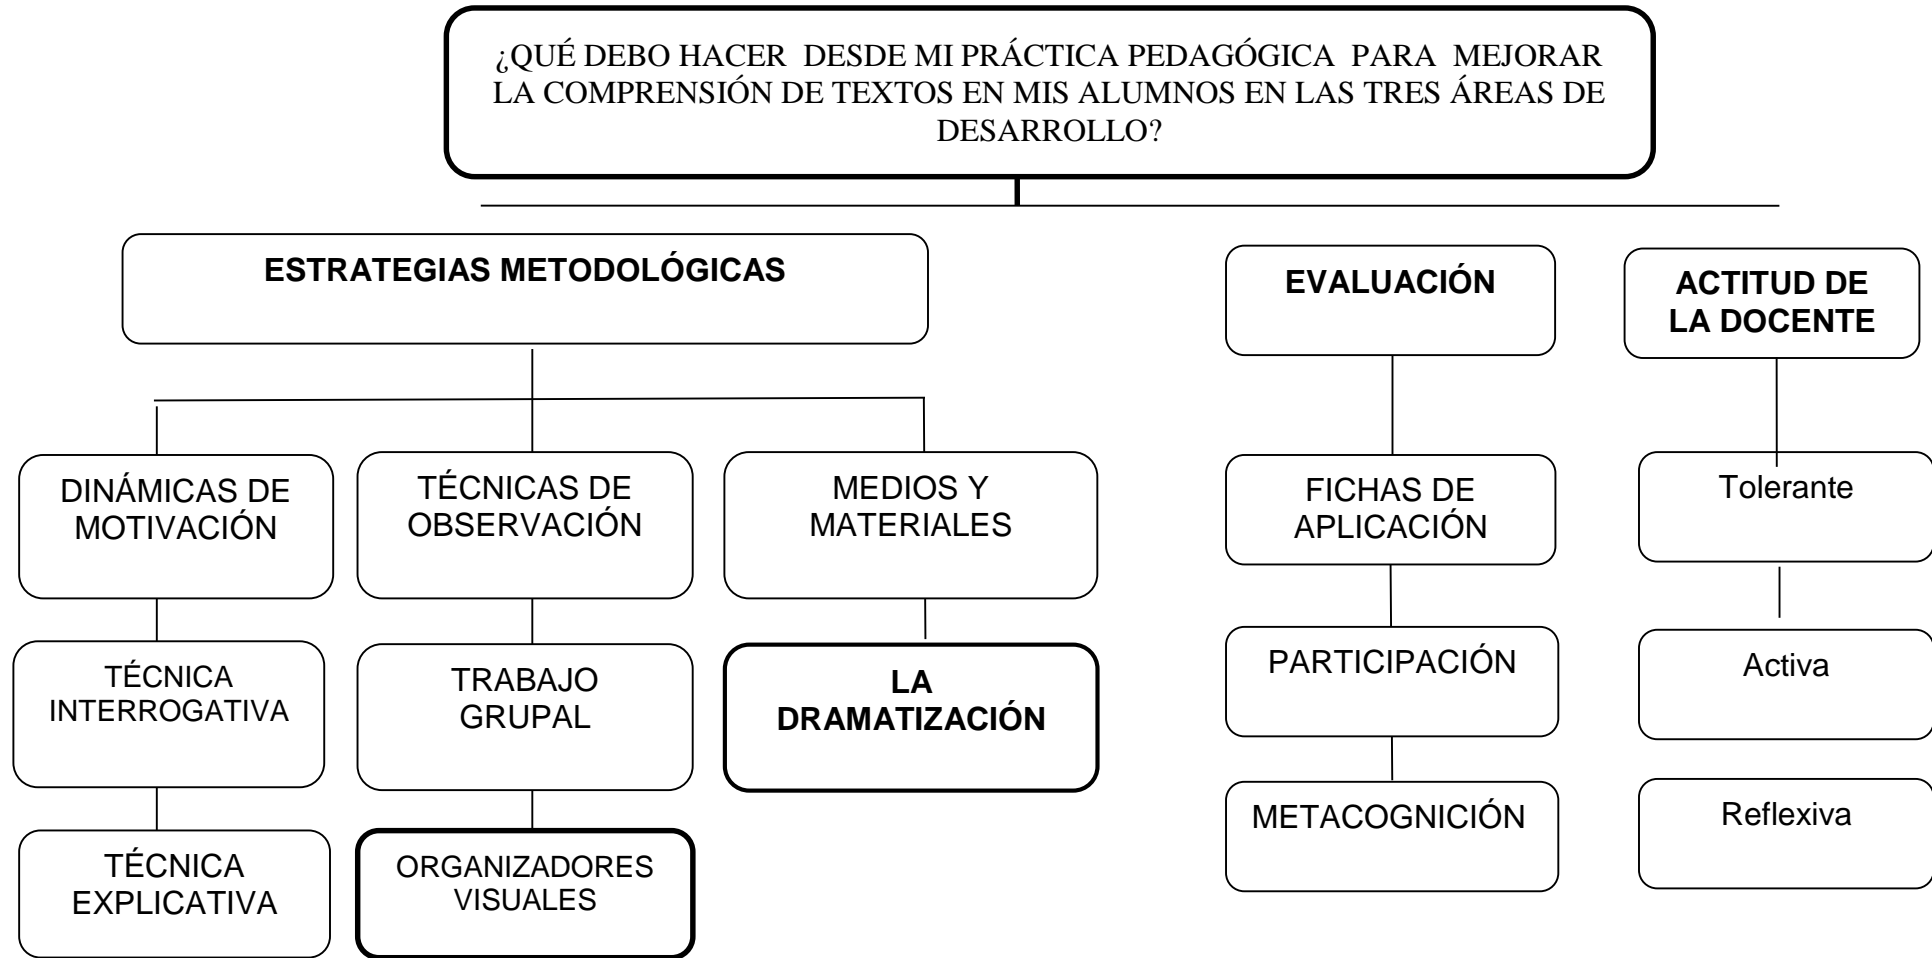 ¿QUÉ DEBO HACER DESDE MI PRÁCTICA PEDAGÓGICA PARA MEJORAR
LA COMPRENSIÓN DE TEXTOS EN MIS ALUMNOS EN LAS TRES ÁREAS DE
DESARROLLO?
ESTRATEGIAS METODOLÓGICAS
EVALUACIÓN
ACTITUD DE
LA DOCENTE
DINÁMICAS DE
MOTIVACIÓN
TÉCNICAS DE
OBSERVACIÓN
MEDIOS Y
MATERIALES
FICHAS DE
APLICACIÓN
Tolerante
TÉCNICA
INTERROGATIVA
TRABAJO
GRUPAL
LA
DRAMATIZACIÓN
PARTICIPACIÓN
Activa
TÉCNICA
EXPLICATIVA
ORGANIZADORES
VISUALES
METACOGNICIÓN
Reflexiva